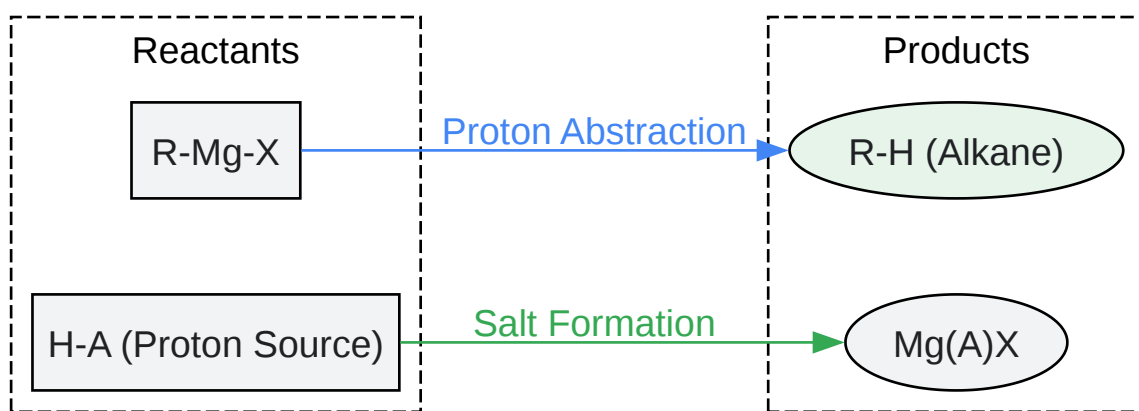 Reactants
Products
R-Mg-X
Proton Abstraction
R-H (Alkane)
H-A (Proton Source)
Salt Formation
Mg(A)X